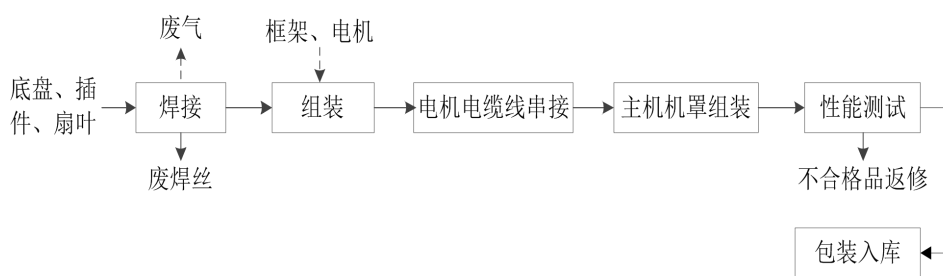 废气
框架、电机
底盘、插
件、扇叶
焊接
组装
电机电缆线串接
主机机罩组装
性能测试
废焊丝
不合格品返修
包装入库